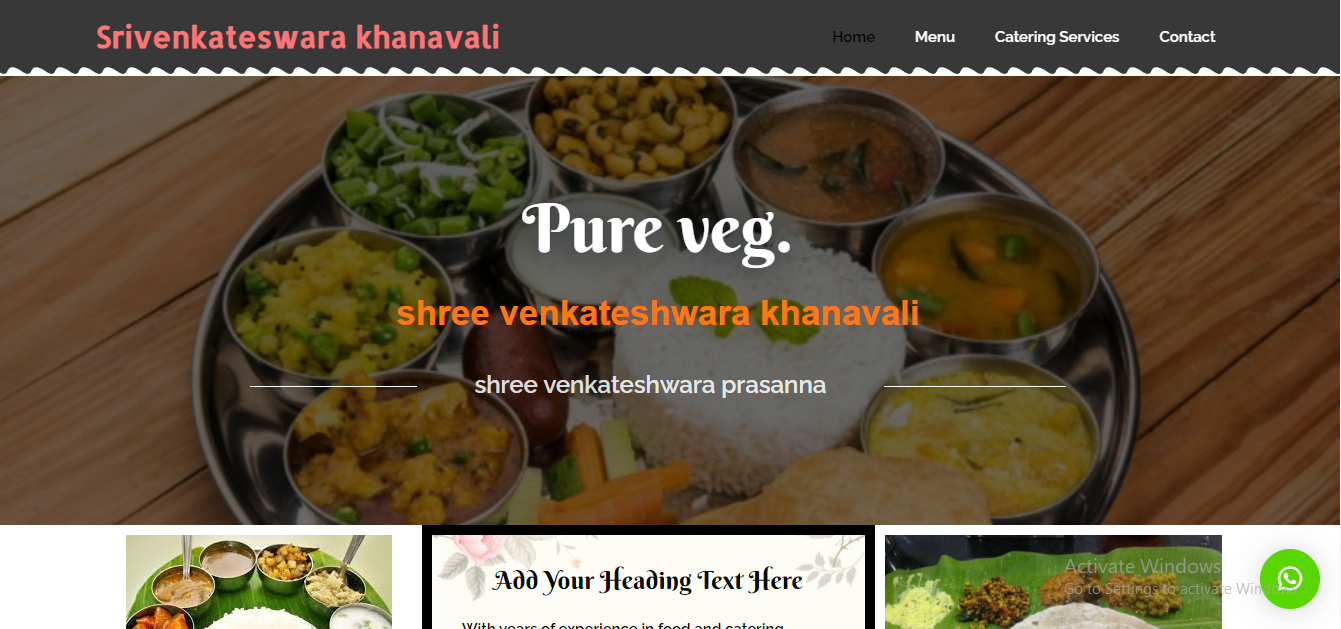 Srivenkateswara khanavali
Home Menu Catering Services Contact
Pure veg.
shree venkateshwara khanavali
shree venkateshwara prasanna
Add Your Heading Text Here
With years of experience in food and catering
Activate Windows
Go to Settings to activate Windows.